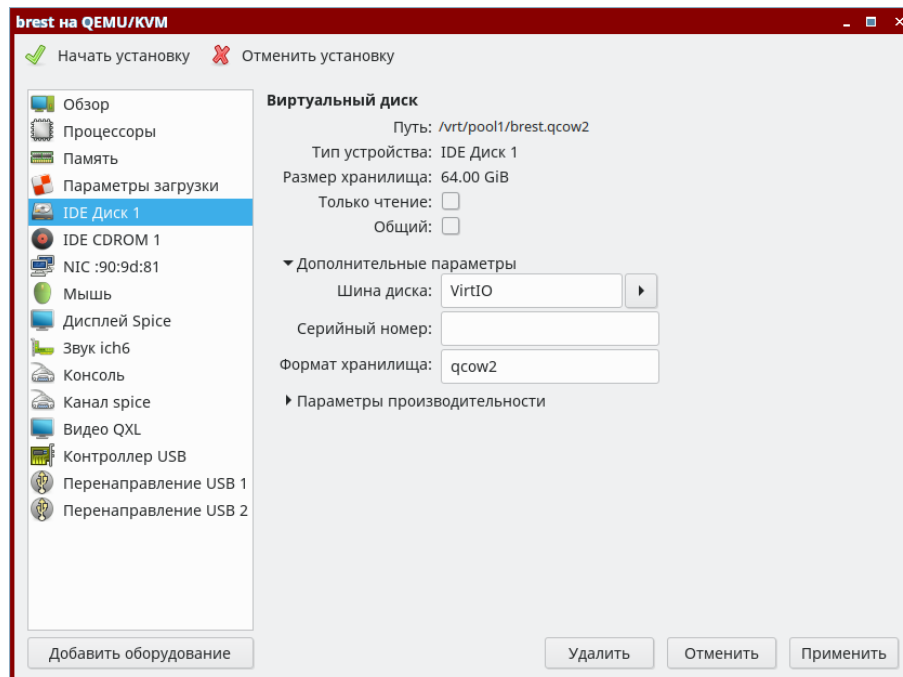 brest на QEMU/KVM
Начать установку Отменить установку
Обзор
Процессоры
Память
Параметры загрузки
IDE Диск 1
IDE CDROM 1
NIC :90:9d:81
Мышь
Дисплей Spice
Звук ich6
Консоль
Канал spice
Видео QXL
Контроллер USB
Перенаправление USB 1
Перенаправление USB 2
Добавить оборудование
Виртуальный диск
Путь: /vrt/pool1/brest.qcow2
Тип устройства: IDE Диск 1
Размер хранилища: 64.00 GiB
Только чтение:
Общий:
Дополнительные параметры
Шина диска: VirtIO
Серийный номер:
Формат хранилища: qcow2
Параметры производительности
Удалить Отменить Применить